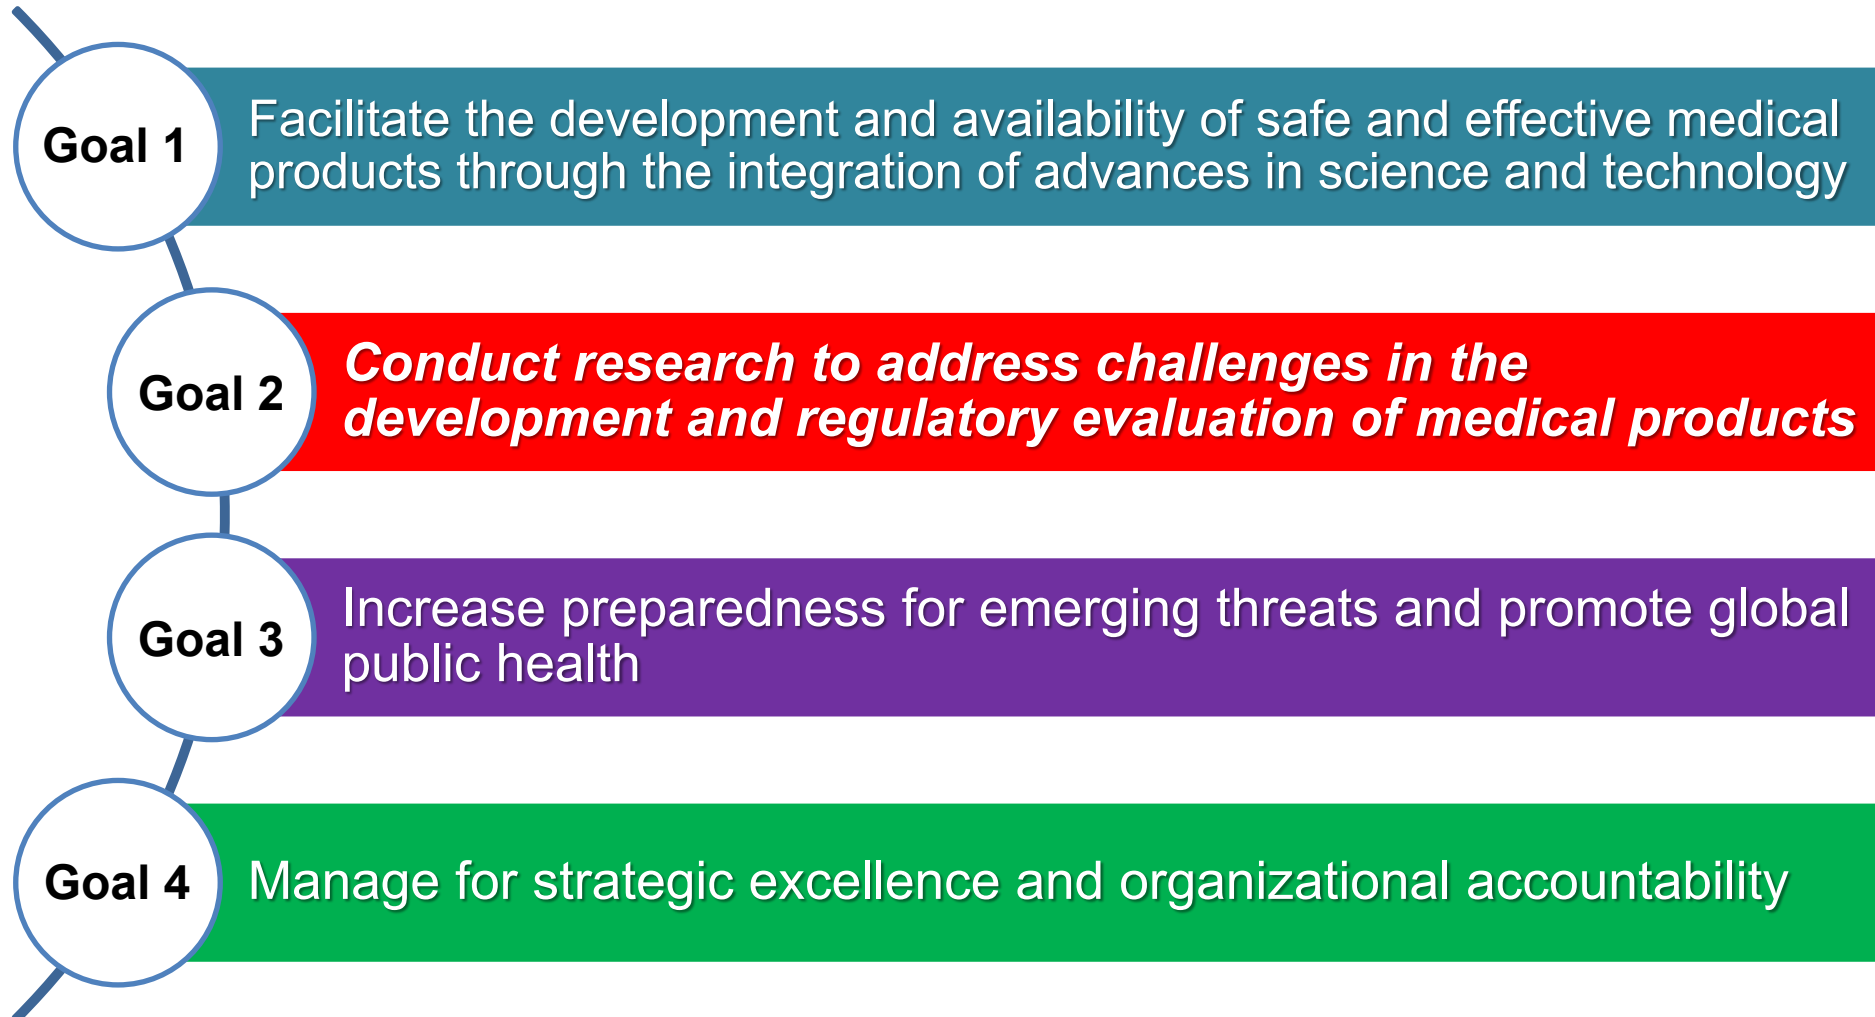 Goal 1
Facilitate the development and availability of safe and effective medical
products through the integration of advances in science and technology
Goal 2
Conduct research to address challenges in the
development and regulatory evaluation of medical products
Goal 3
Increase preparedness for emerging threats and promote global
public health
Goal 4
Manage for strategic excellence and organizational accountability